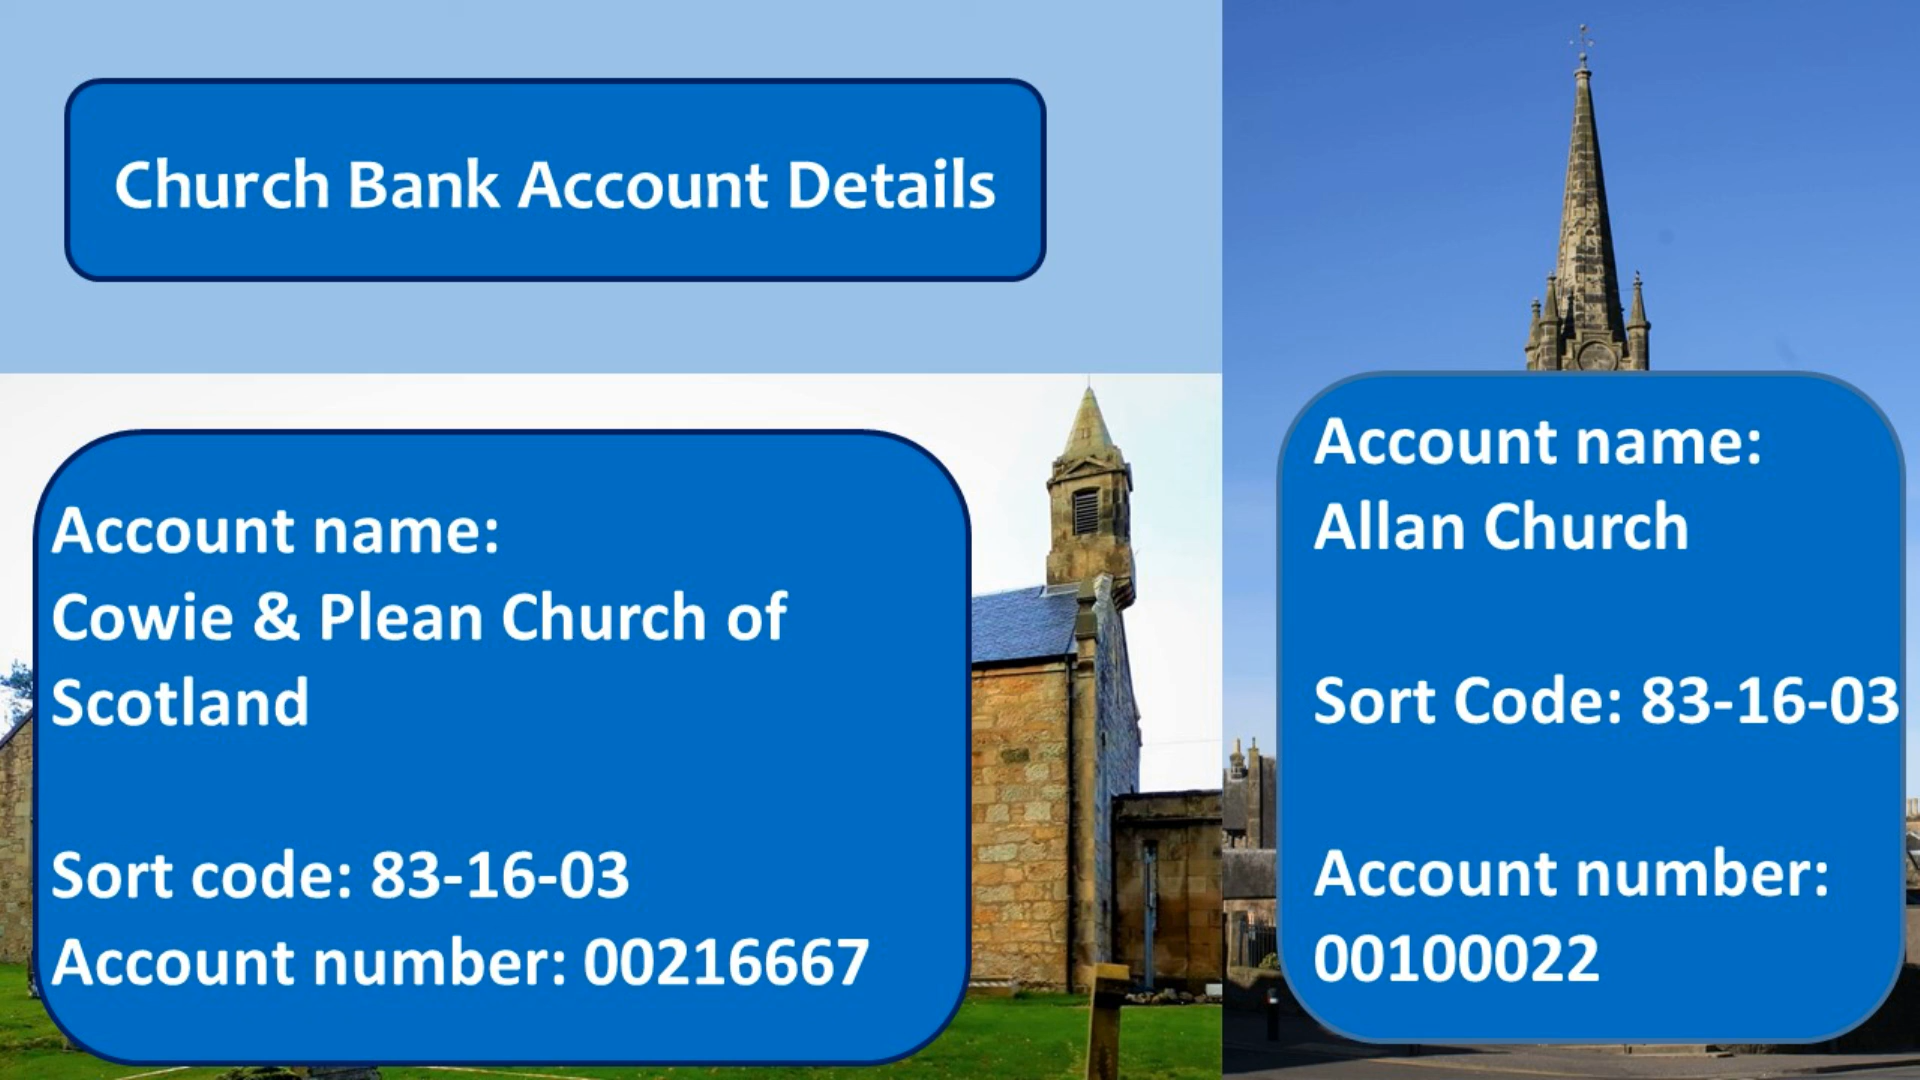 Church Bank Account Details
Account name:
Cowie & Plean Church of
Scotland
Sort code: 83-16-03
Account number: 00216667
Account name:
Allan Church
Sort Code: 83-16-03
Account number:
00100022